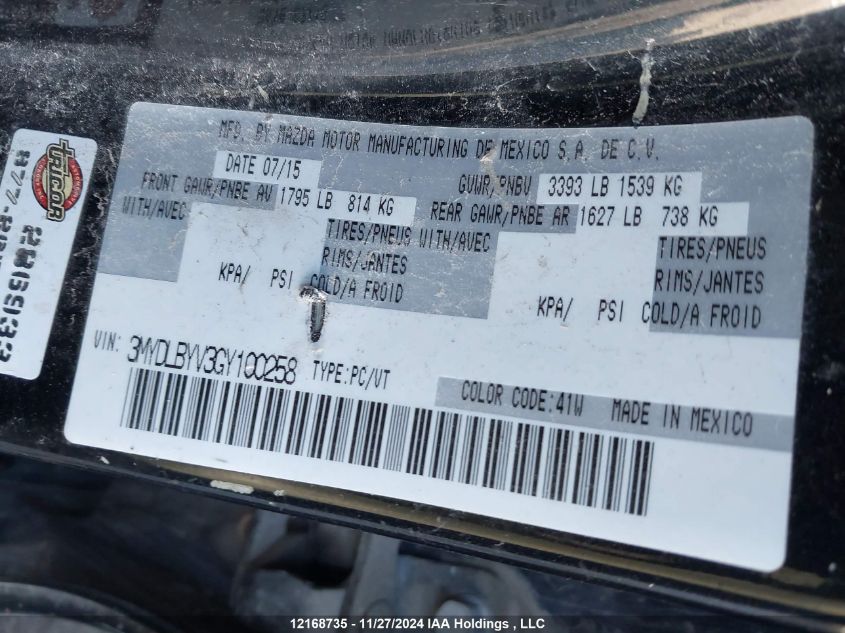 MFD. BY MAZDA MOTOR MANUFACTURING DE MEXICO S.A. DE C.V.
DATE 07/15 GVWR/PNBV 3393 LB 1539 KG
FRONT GAWR/PNBE AV 1795 LB 814 KG REAR GAWR/PNBE AR 1627 LB 738 KG
WITH/AVEC TIRES/PNEUS WITH/AVEC TIRES/PNEUS
RIMS/JANTES RIMS/JANTES
KPA/ PSI COLD/A FROID KPA/ PSI COLD/A FROID
VIN: 3MYDLBYV3GY100258 TYPE:PC/VT
COLOR CODE:41W MADE IN MEXICO
TRICOR
12168735 - 11/27/2024 IAA Holdings, LLC